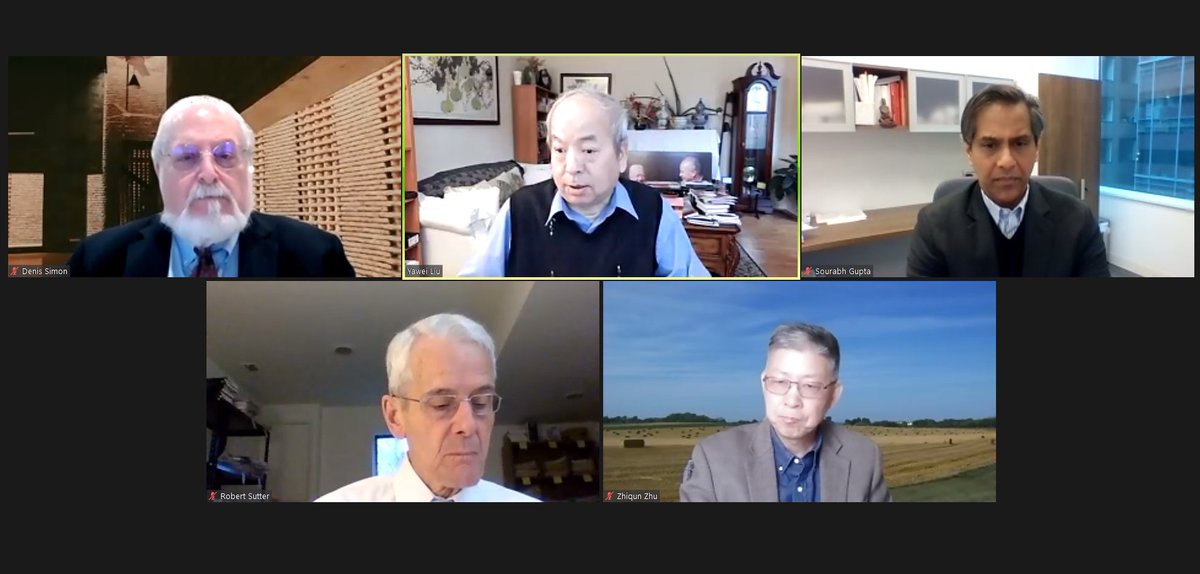 Denis Simon
Yawei Liu
Sourabh Gupta
Robert Sutter
Zhiqun Zhu